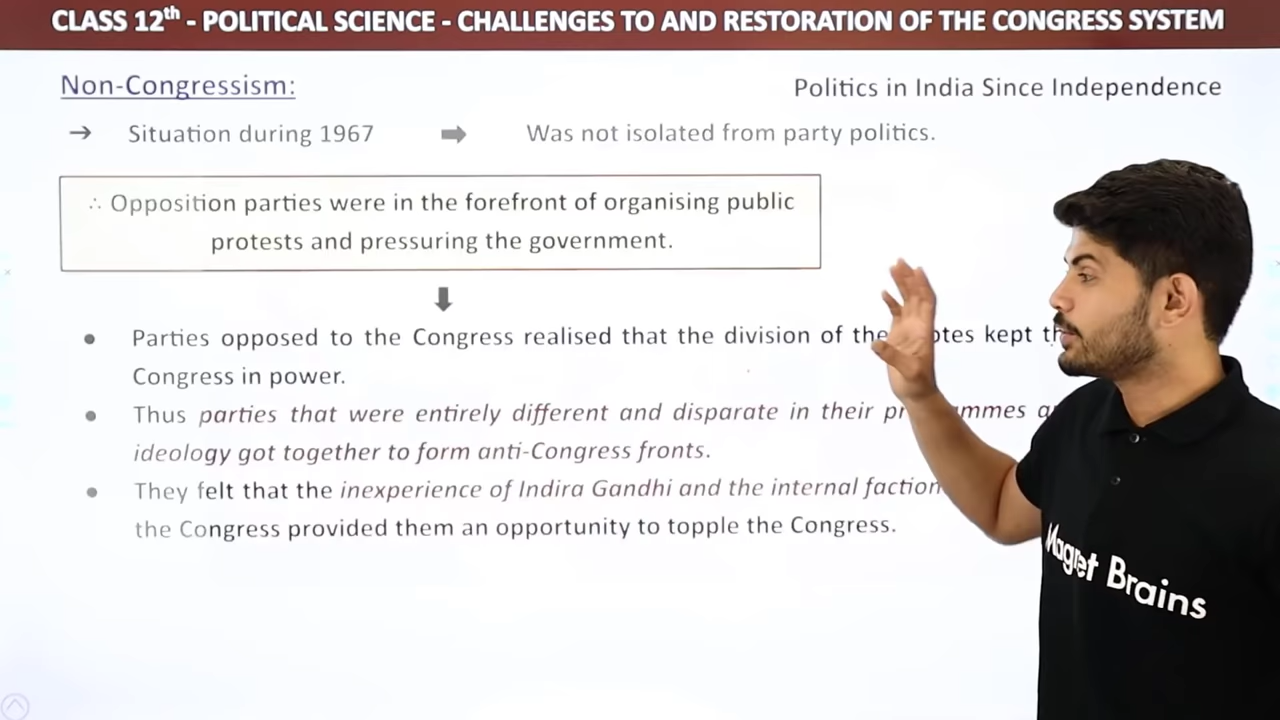 CLASS 12th - POLITICAL SCIENCE - CHALLENGES TO AND RESTORATION OF THE CONGRESS SYSTEM
Non-Congressism:
Politics in India Since Independence
→ Situation during 1967 ➡ Was not isolated from party politics.
∴ Opposition parties were in the forefront of organising public
protests and pressuring the government.
• Parties opposed to the Congress realised that the division of kept
Congress in power.
• Thus parties that were entirely different and disparate in their
ideology got together to form anti-Congress fronts.
• They felt that the inexperience of Indira Gandhi and the internal
the Congress provided them an opportunity to topple the Congress.
Magnet Brains